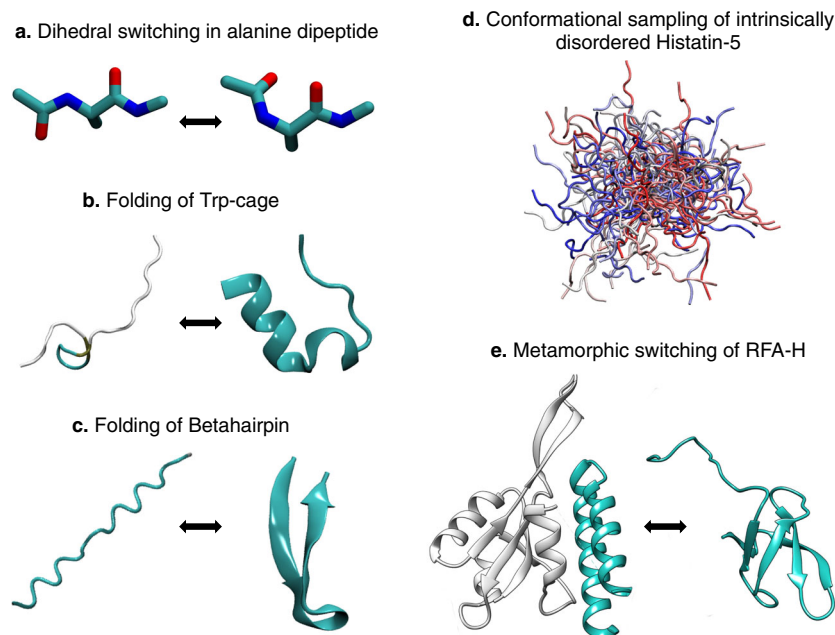 a. Dihedral switching in alanine dipeptide
b. Folding of Trp-cage
c. Folding of Betahairpin
d. Conformational sampling of intrinsically
disordered Histatin-5
e. Metamorphic switching of RFA-H